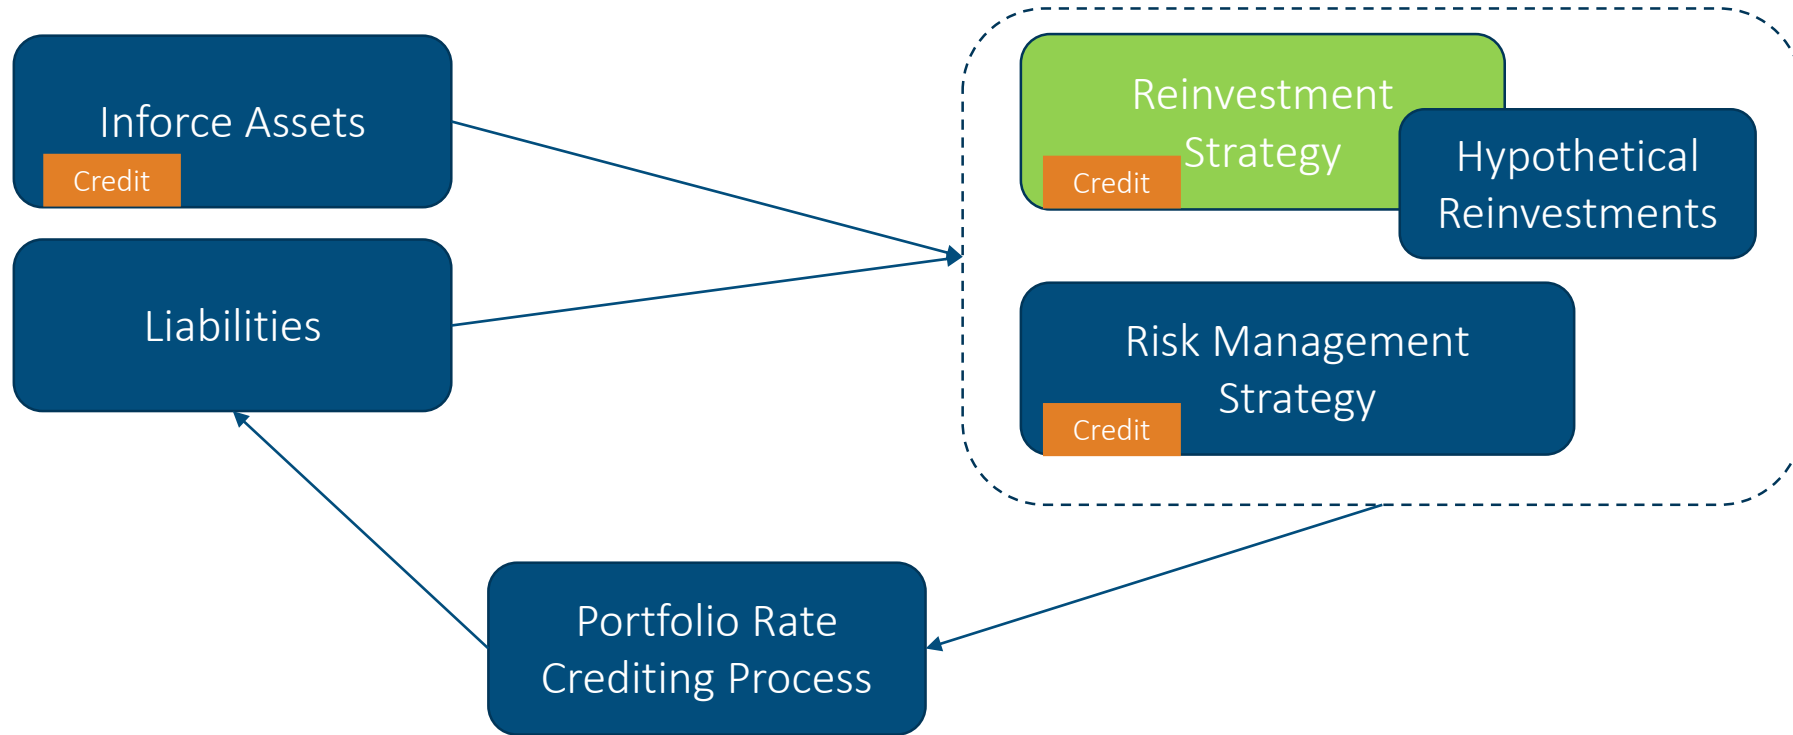 Inforce Assets
Credit
Liabilities
Reinvestment
Strategy
Credit
Hypothetical
Reinvestments
Risk Management
Strategy
Credit
Portfolio Rate
Crediting Process